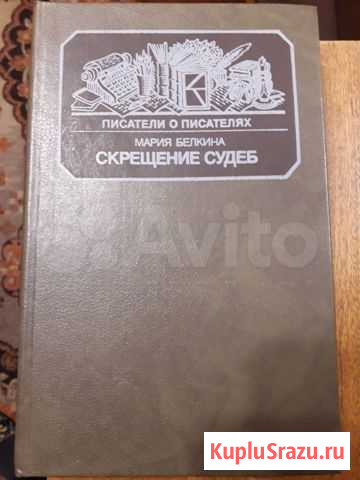 ПИСАТЕЛИ О ПИСАТЕЛЯХ
МАРИЯ БЕЛКИНА
СКРЕЩЕНИЕ СУДЕБ
Avito
KupluSrazu.ru